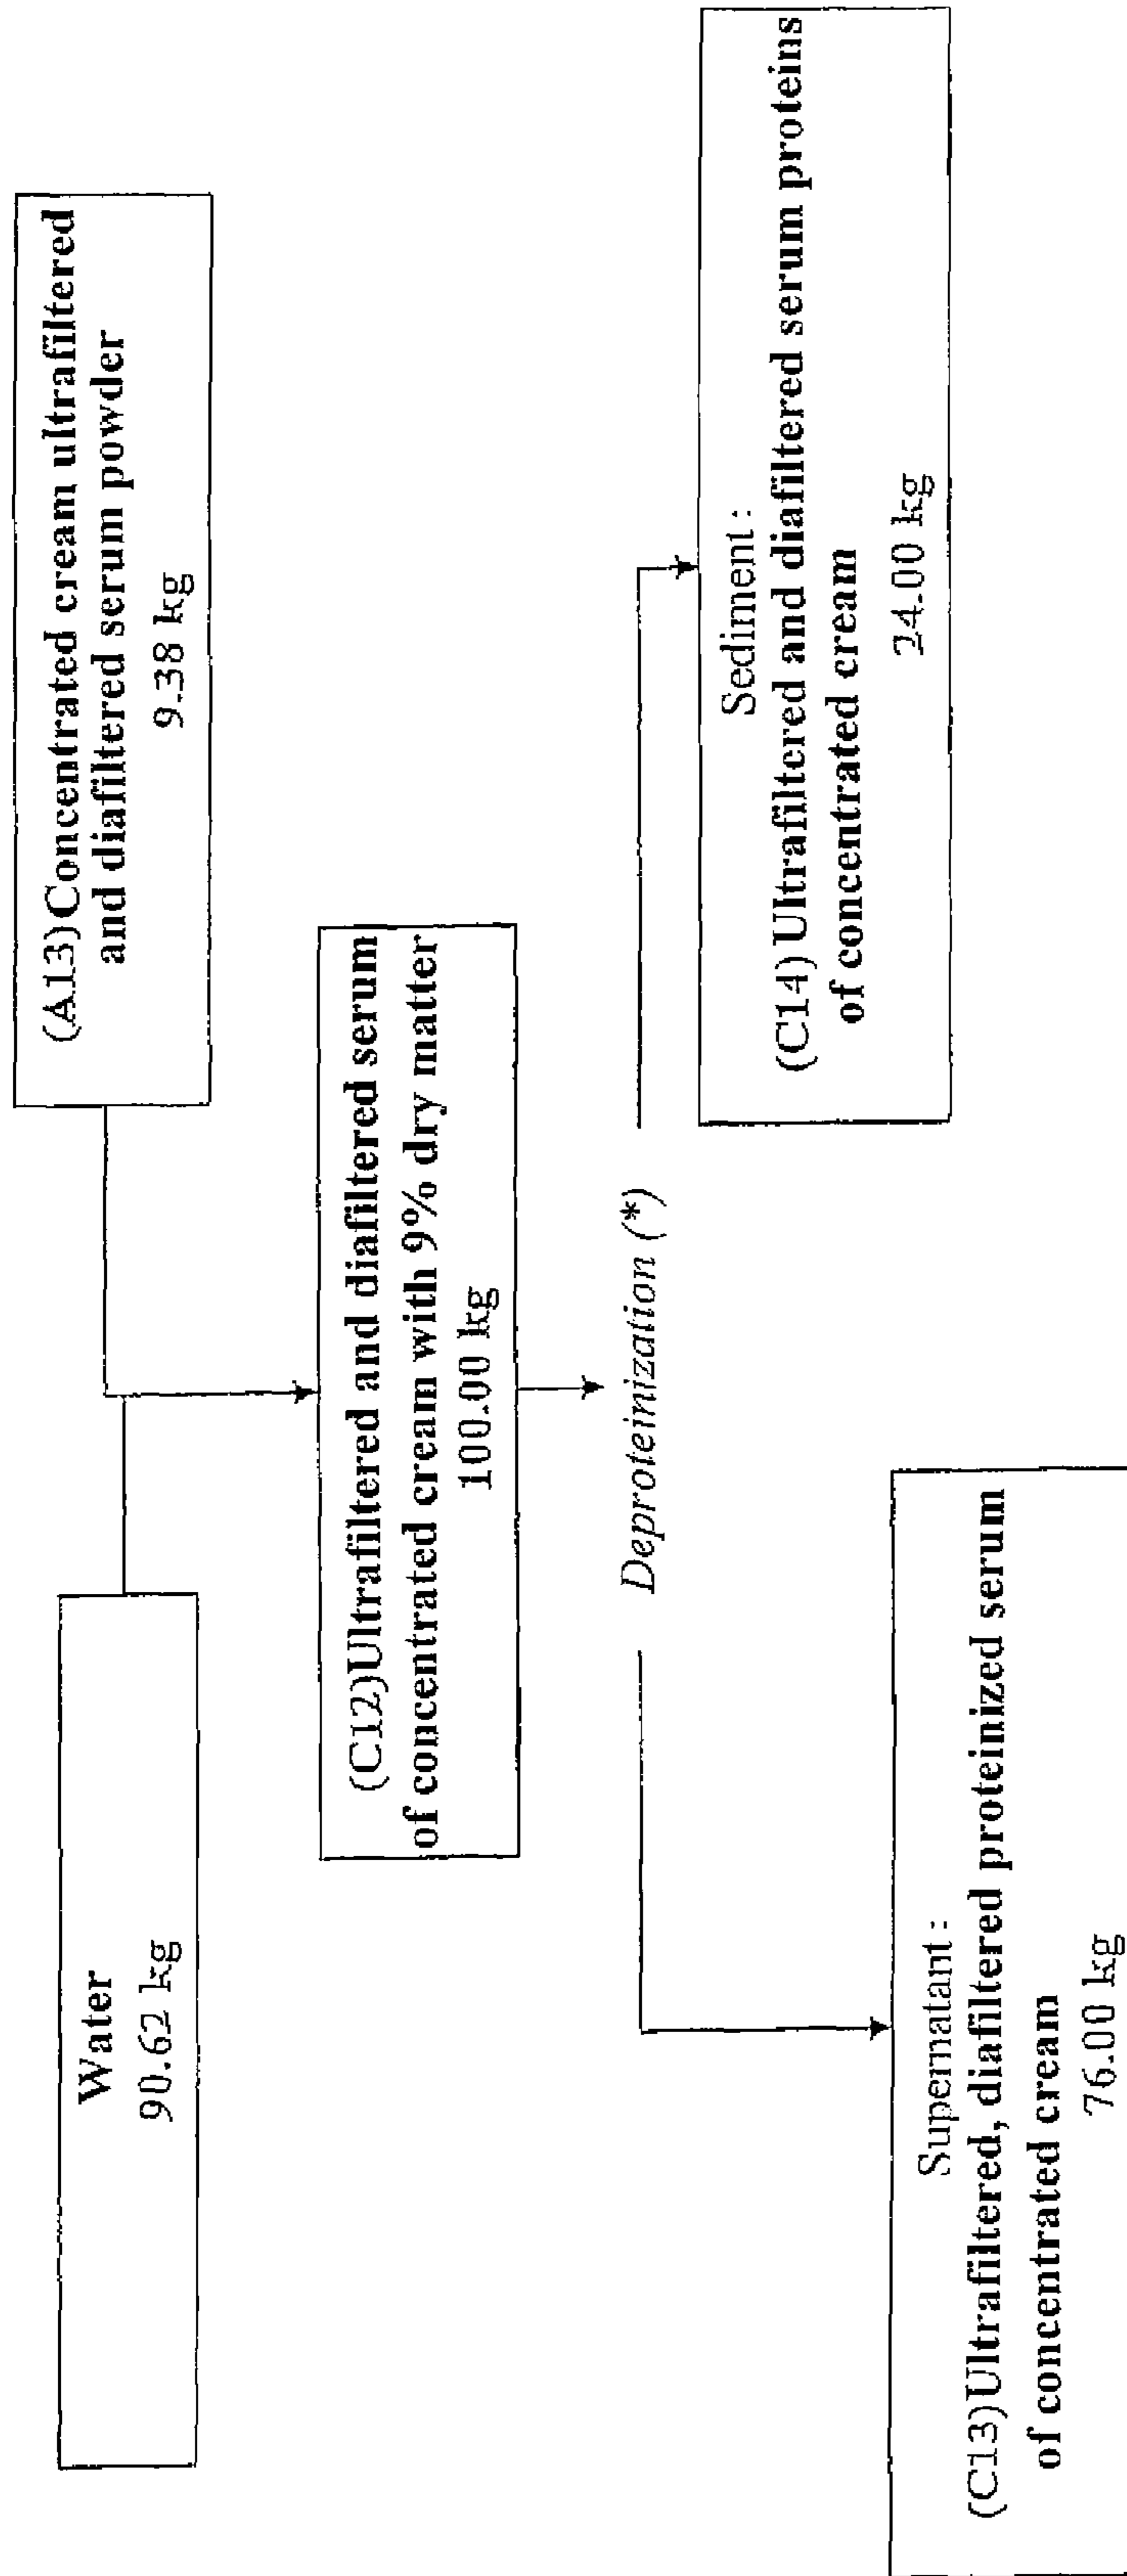 Water
90.62 kg
(A13)Concentrated cream ultrafiltered
and diafiltered serum powder
9.38 kg
(C12)Ultrafiltered and diafiltered serum
of concentrated cream with 9% dry matter
100.00 kg
Deproteinization (*)
Supernatant :
(C13)Ultrafiltered, diafiltered proteinized serum
of concentrated cream
76.00 kg
Sediment :
(C14) Ultrafiltered and diafiltered serum proteins
of concentrated cream
24.00 kg